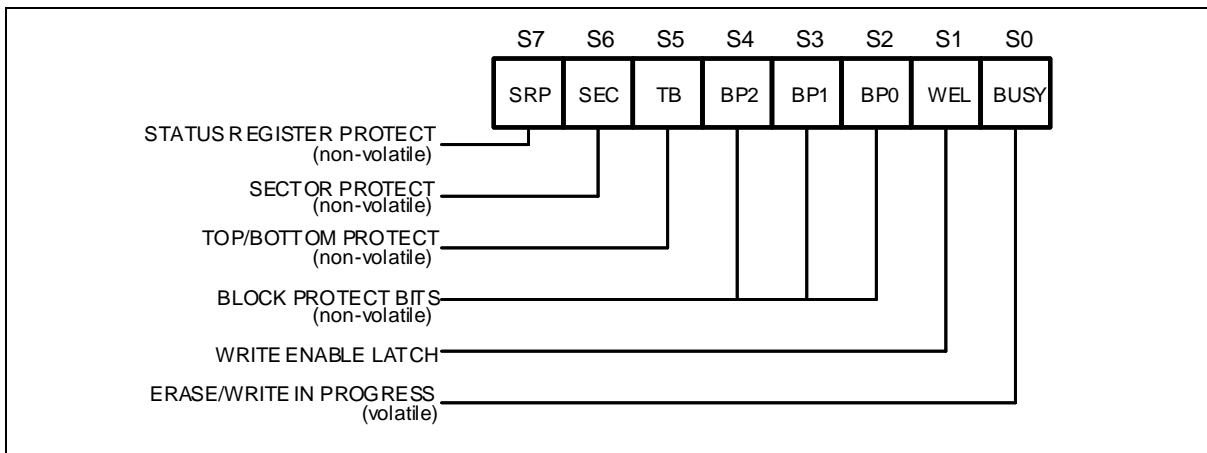 S7 S6 S5 S4 S3 S2 S1 S0
SRP SEC TB BP2 BP1 BP0 WEL BUSY
STATUS REGISTER PROTECT
(non-volatile)
SECTOR PROTECT
(non-volatile)
TOP/BOTTOM PROTECT
(non-volatile)
BLOCK PROTECT BITS
(non-volatile)
WRITE ENABLE LATCH
ERASE/WRITE IN PROGRESS
(volatile)